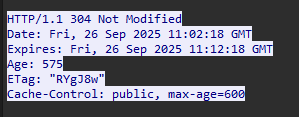 HTTP/1.1 304 Not Modified
Date: Fri, 26 Sep 2025 11:02:18 GMT
Expires: Fri, 26 Sep 2025 11:12:18 GMT
Age: 575
ETag: "RYgJ8w"
Cache-Control: public, max-age=600